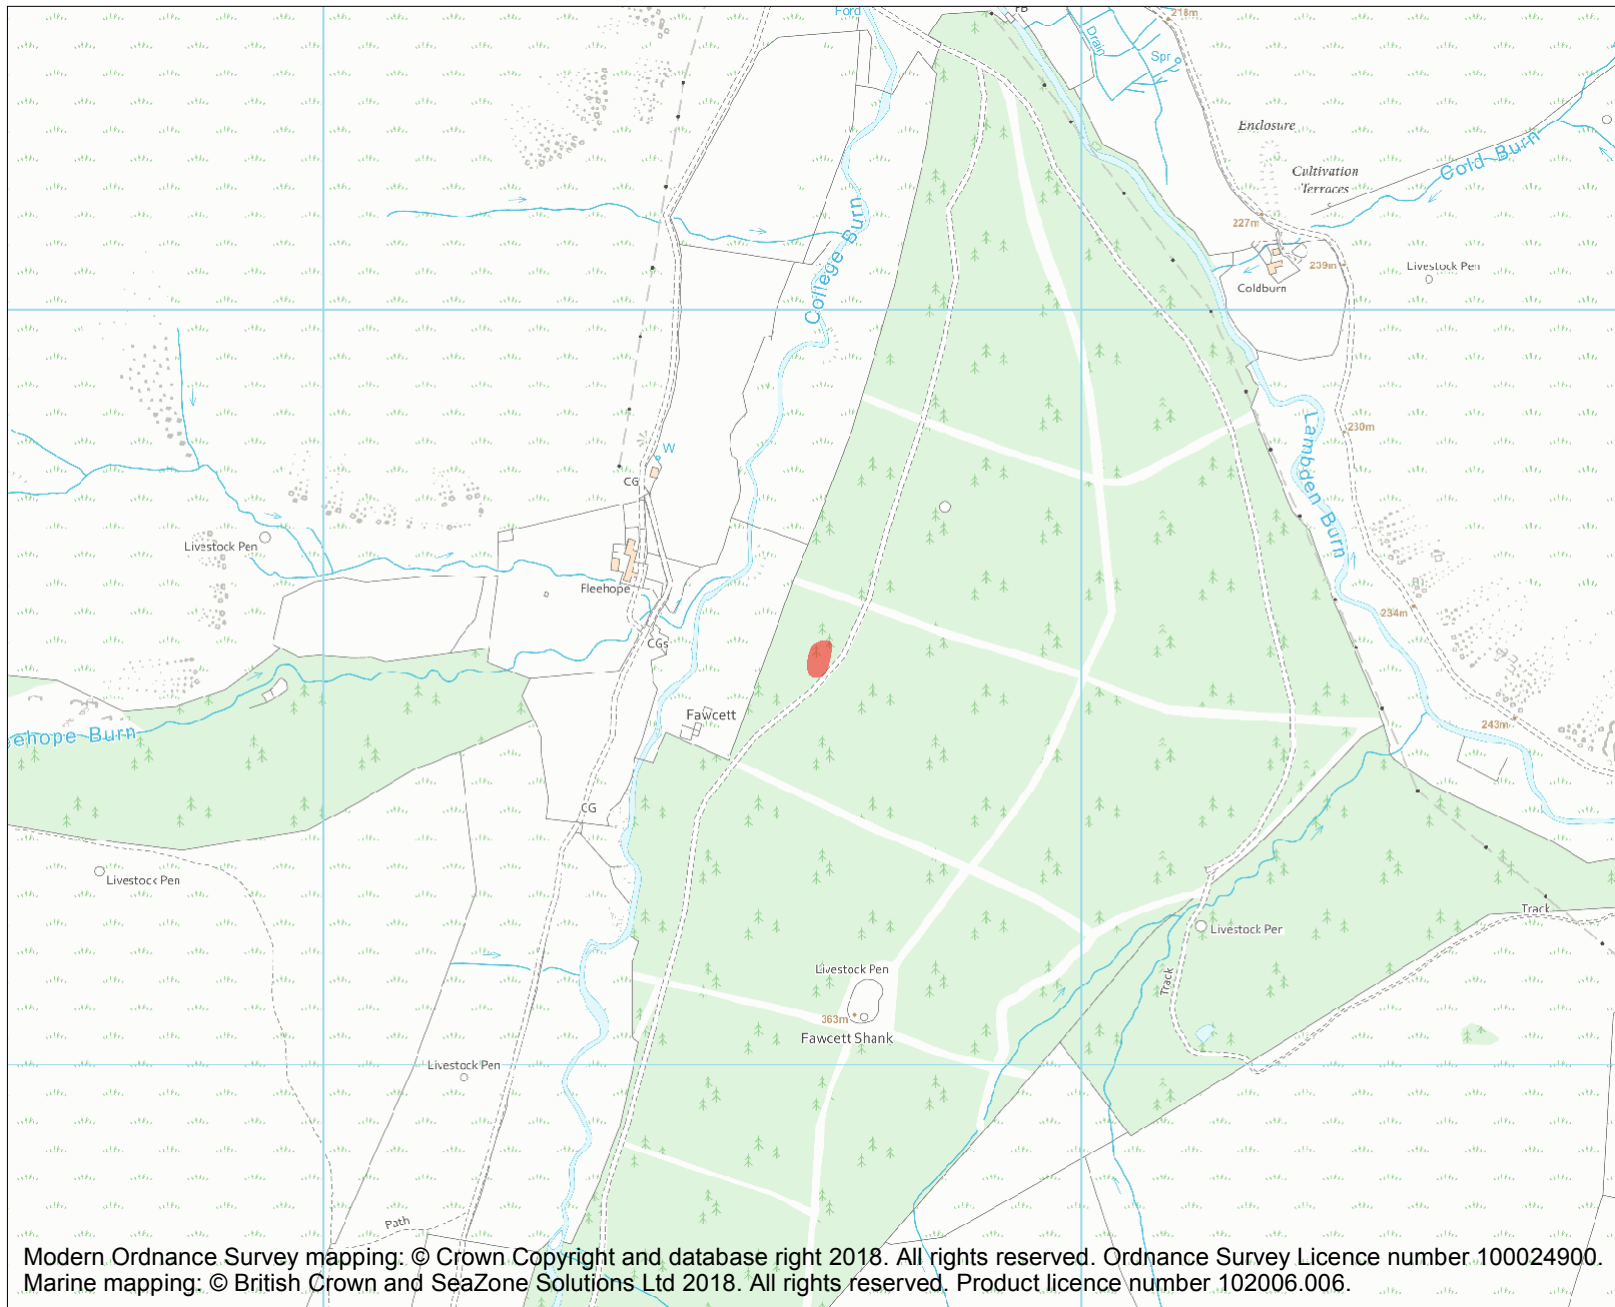 Ford
FB
218m
Drain
Spr
Enclosure
Cold Burn
Cultivation
Terraces
College Burn
227m
239m
Livestock Pen
Coldburn
230m
Lambden Burn
W
CG
Livestock Pen
Fleehope
234m
CGs
Fawcett
243m
eehope Burn
CG
Livestock Pen
Track
Livestock Pen
Livestock Pen
Track
363m
Fawcett Shank
Livestock Pen
Path
Modern Ordnance Survey mapping: © Crown Copyright and database right 2018. All rights reserved. Ordnance Survey Licence number 100024900.
Marine mapping: © British Crown and SeaZone Solutions Ltd 2018. All rights reserved. Product licence number 102006.006.